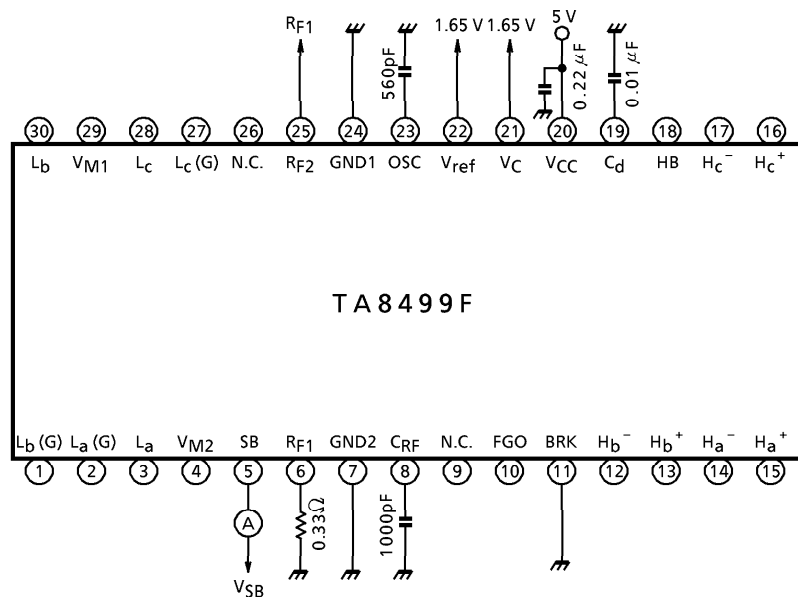 RF1
1.65 V 1.65 V 5 V
560pF
0.22 μF
0.01 μF
30 29 28 27 26 25 24 23 22 21 20 19 18 17 16
Lb VM1 Lc Lc (G) N.C. RF2 GND1 OSC Vref VC VCC Cd HB Hc− Hc+
TA8499F
Lb (G) La (G) La VM2 SB RF1 GND2 CRF N.C. FGO BRK Hb− Hb+ Ha− Ha+
1 2 3 4 5 6 7 8 9 10 11 12 13 14 15
A
0.33Ω
1000pF
VSB